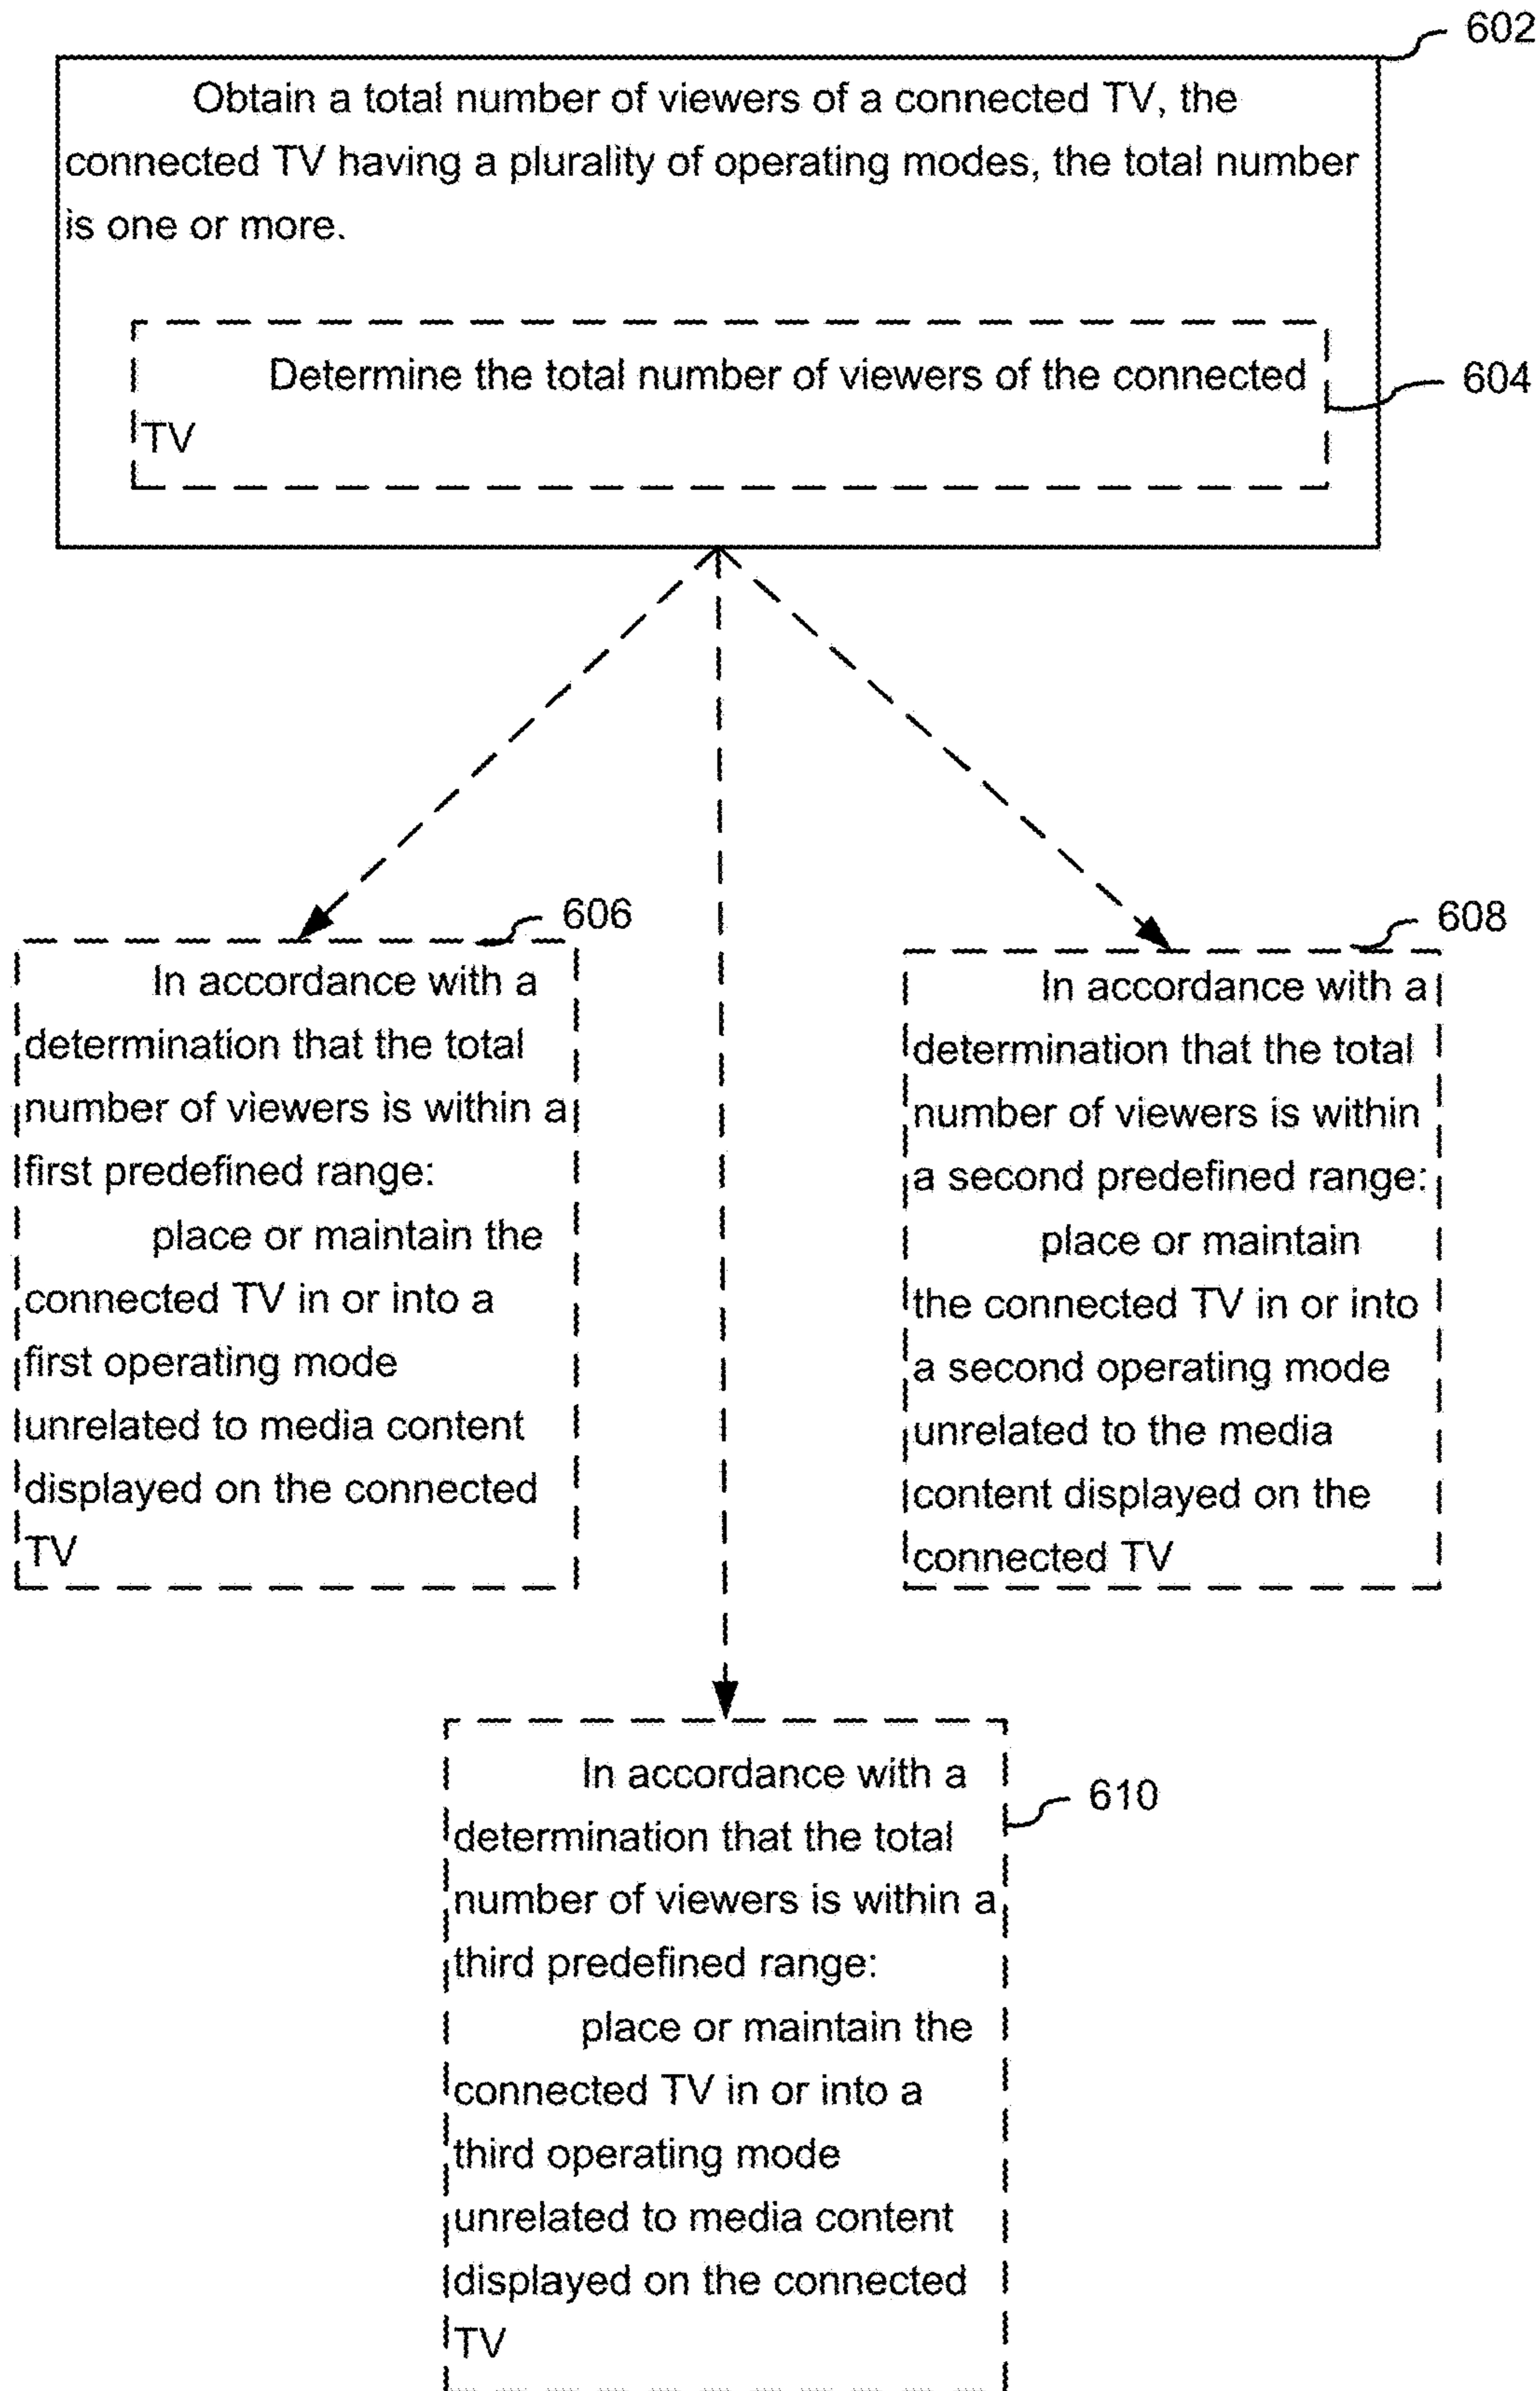 602
Obtain a total number of viewers of a connected TV, the
connected TV having a plurality of operating modes, the total number
is one or more.
Determine the total number of viewers of the connected
TV
604
606
In accordance with a
determination that the total
number of viewers is within a
first predefined range:
place or maintain the
connected TV in or into a
first operating mode
unrelated to media content
displayed on the connected
TV
608
In accordance with a
determination that the total
number of viewers is within
a second predefined range:
place or maintain
the connected TV in or into
a second operating mode
unrelated to the media
content displayed on the
connected TV
610
In accordance with a
determination that the total
number of viewers is within a
third predefined range:
place or maintain the
connected TV in or into a
third operating mode
unrelated to media content
displayed on the connected
TV